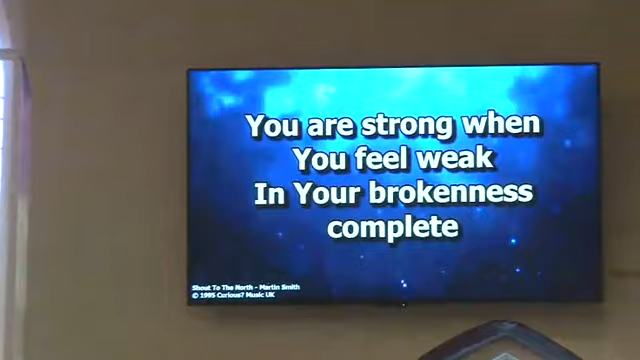 You are strong when
You feel weak
In Your brokenness
complete
Shout To The North - Martin Smith
© 1995 Curious? Music UK